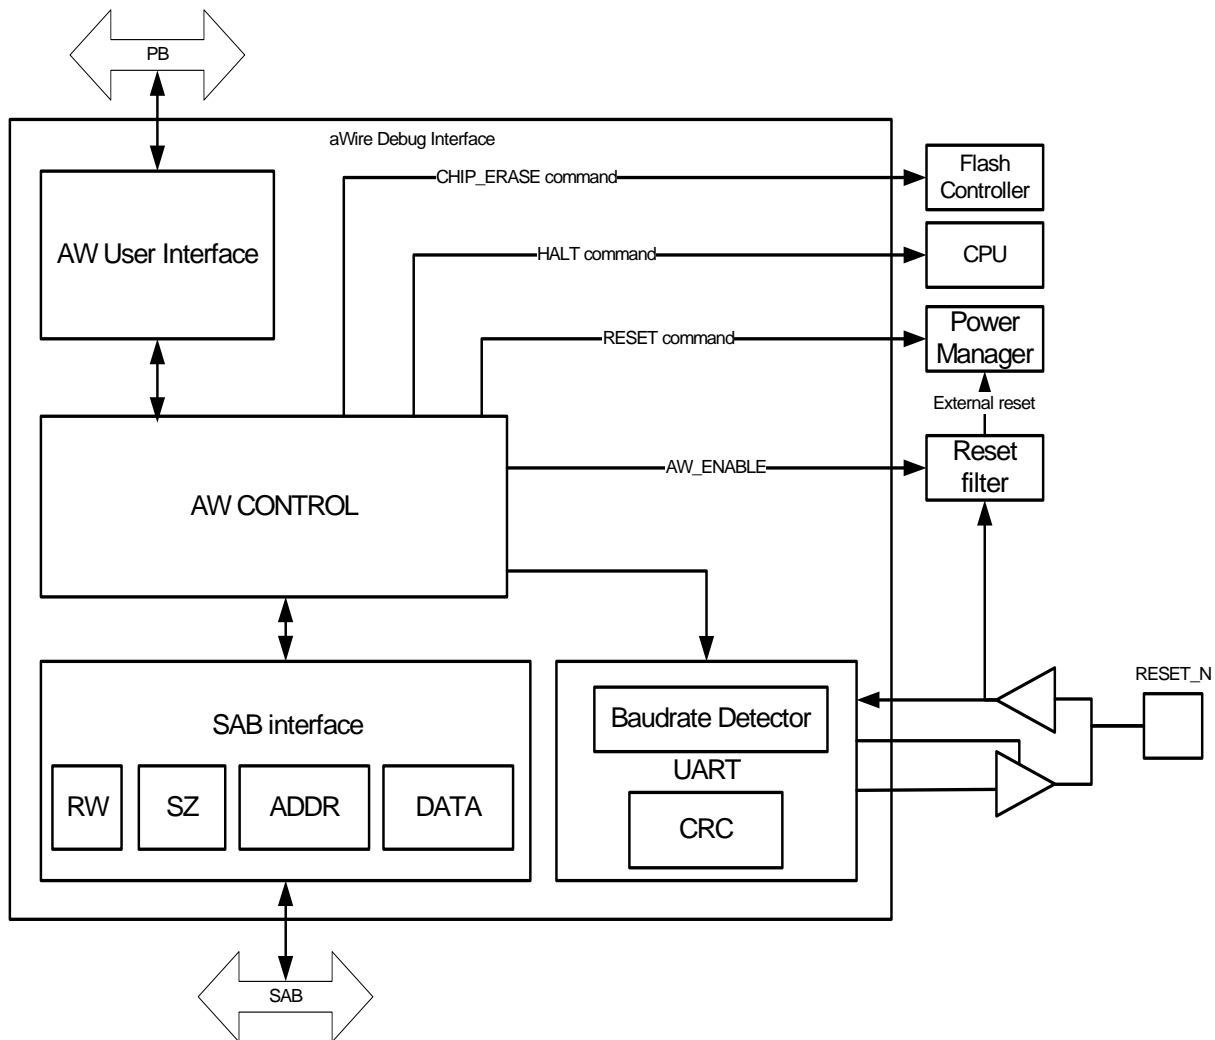 PB
aWire Debug Interface
Flash
Controller
CHIP_ERASE command
AW User Interface
HALT command
CPU
RESET command
Power
Manager
External reset
AW_ENABLE
Reset
filter
AW CONTROL
RESET_N
SAB interface
Baudrate Detector
UART
RW
SZ
ADDR
DATA
CRC
SAB